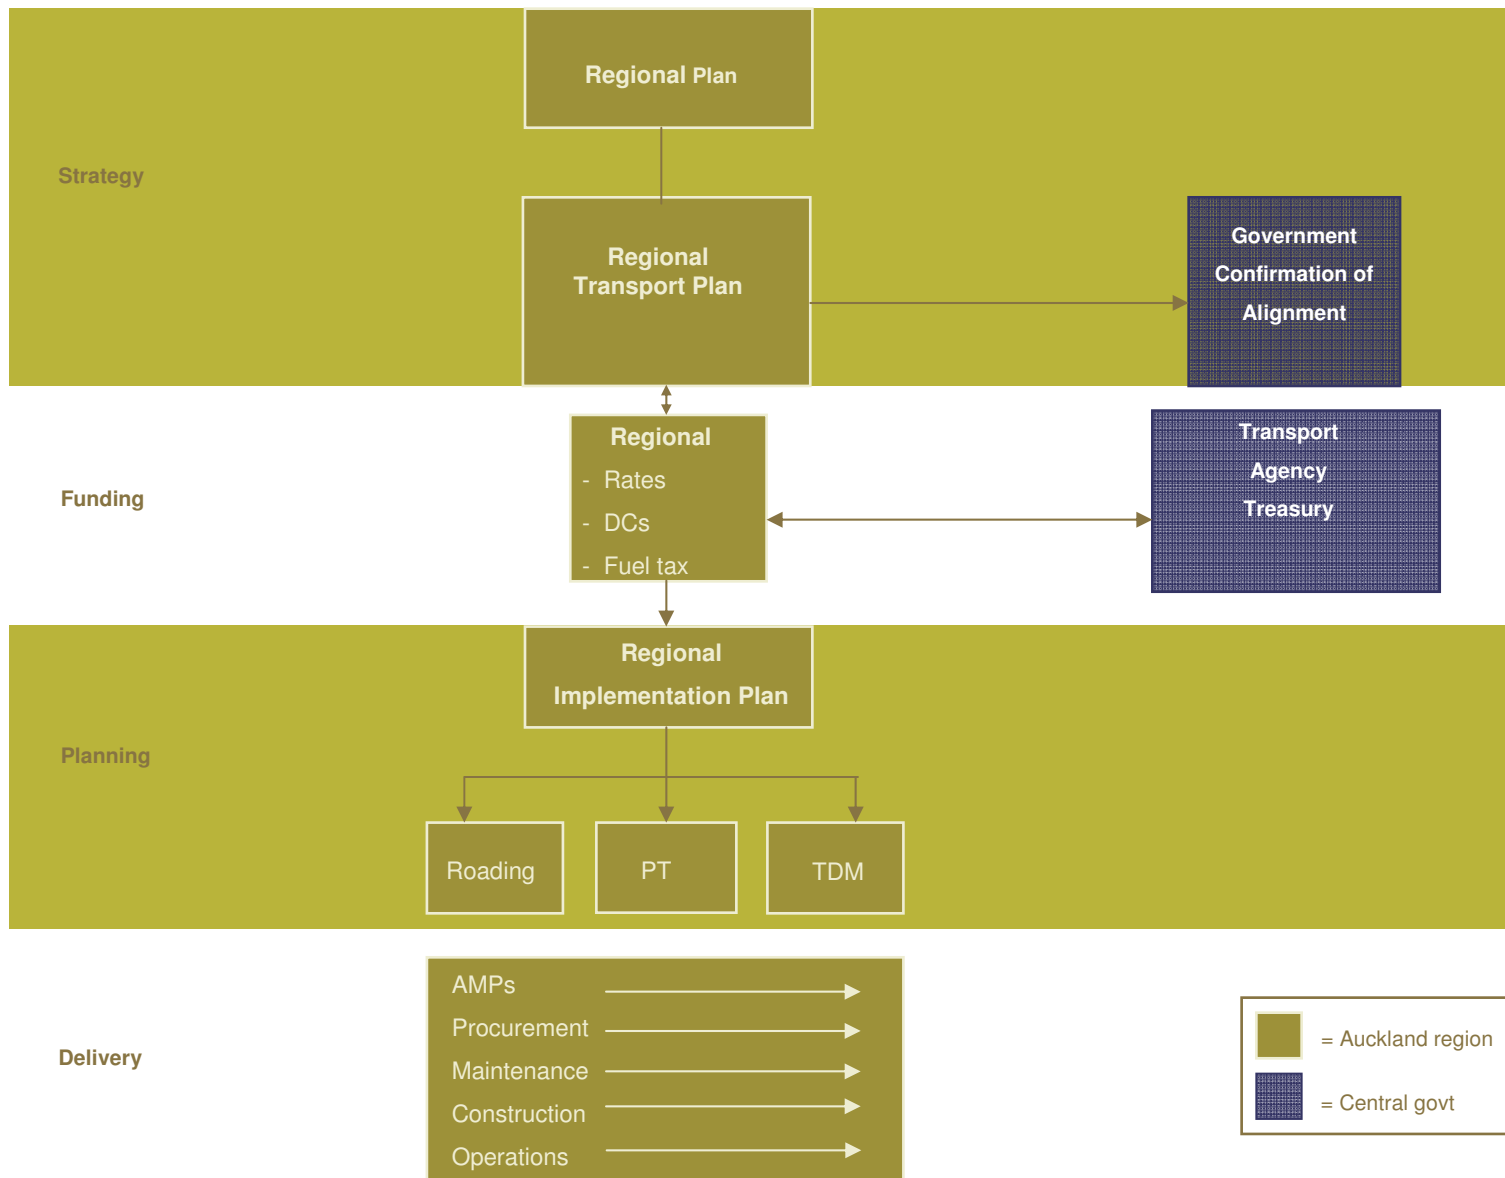 Regional Plan
Strategy
Regional
Transport Plan
Government
Confirmation of
Alignment
Funding
Regional
- Rates
- DCs
- Fuel tax
Transport
Agency
Treasury
Planning
Regional
Implementation Plan
Roading
PT
TDM
Delivery
AMPs
Procurement
Maintenance
Construction
Operations
= Auckland region
= Central govt